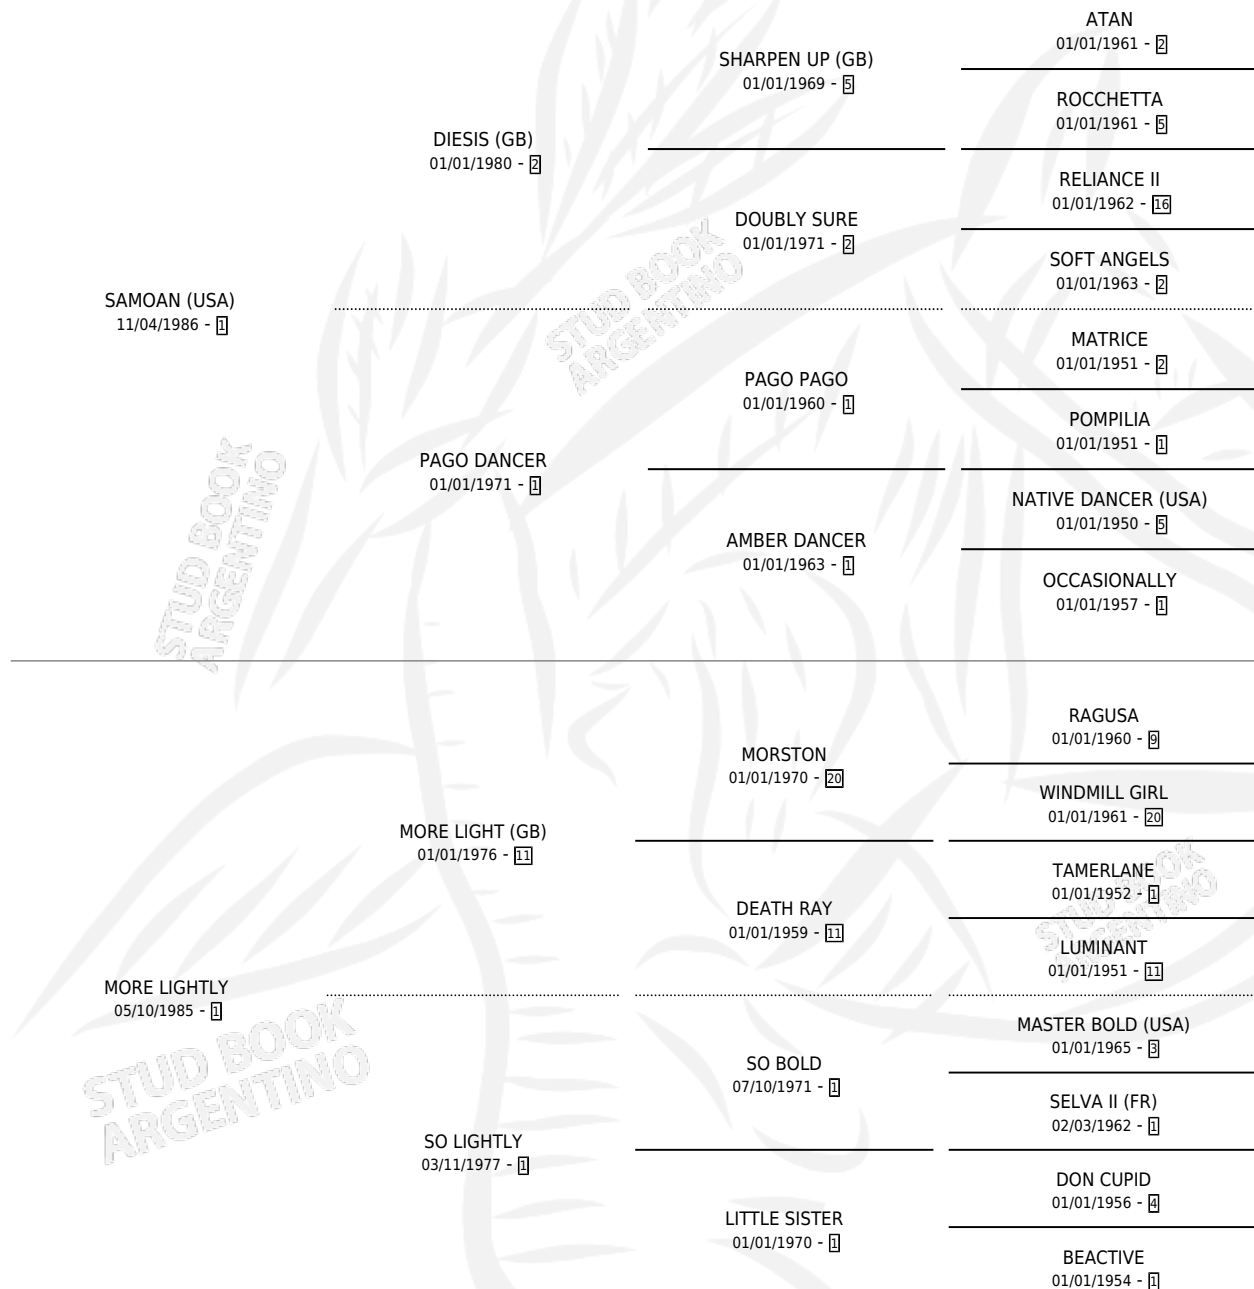 ATAN
01/01/1961 - 2
SHARPEN UP (GB)
01/01/1969 - 5
ROCCHETTA
01/01/1961 - 5
DIESIS (GB)
01/01/1980 - 2
RELIANCE II
01/01/1962 - 16
DOUBLY SURE
01/01/1971 - 2
SOFT ANGELS
01/01/1963 - 2
SAMOAN (USA)
11/04/1986 - 1
MATRICE
01/01/1951 - 2
PAGO PAGO
01/01/1960 - 1
POMPILIA
01/01/1951 - 1
PAGO DANCER
01/01/1971 - 1
NATIVE DANCER (USA)
01/01/1950 - 5
AMBER DANCER
01/01/1963 - 1
OCCASIONALLY
01/01/1957 - 1
STUD BOOK
ARGENTINO
STUD BOOK
ARGENTINO
RAGUSA
01/01/1960 - 9
MORSTON
01/01/1970 - 20
WINDMILL GIRL
01/01/1961 - 20
MORE LIGHT (GB)
01/01/1976 - 11
TAMERLANE
01/01/1952 - 1
DEATH RAY
01/01/1959 - 11
LUMINANT
01/01/1951 - 11
MORE LIGHTLY
05/10/1985 - 1
MASTER BOLD (USA)
01/01/1965 - 3
SO BOLD
07/10/1971 - 1
SELVA II (FR)
02/03/1962 - 1
SO LIGHTLY
03/11/1977 - 1
DON CUPID
01/01/1956 - 4
LITTLE SISTER
01/01/1970 - 1
BEACTIVE
01/01/1954 - 1
STUD BOOK
ARGENTINO
STUD BOOK
ARGENTINO